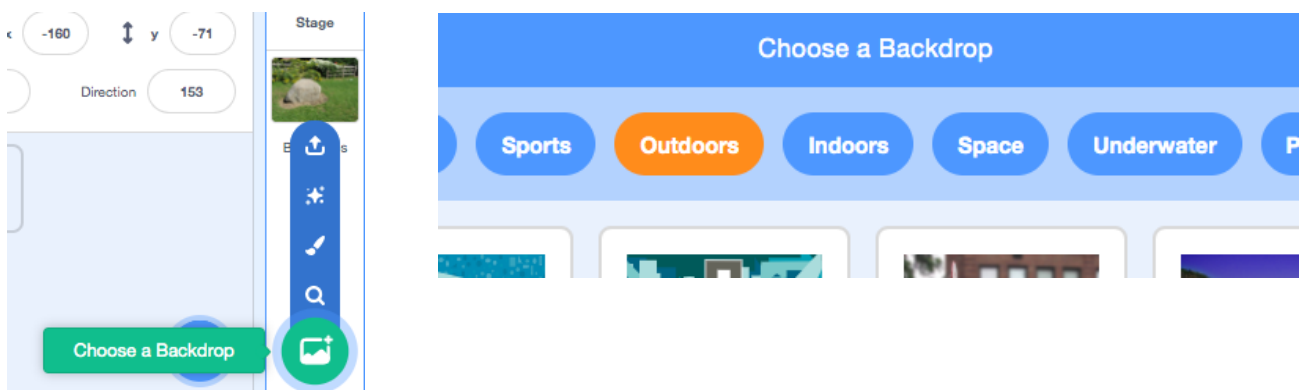 x -160 y -71
Stage
Direction 153
Choose a Backdrop
Choose a Backdrop
Sports Outdoors Indoors Space Underwater